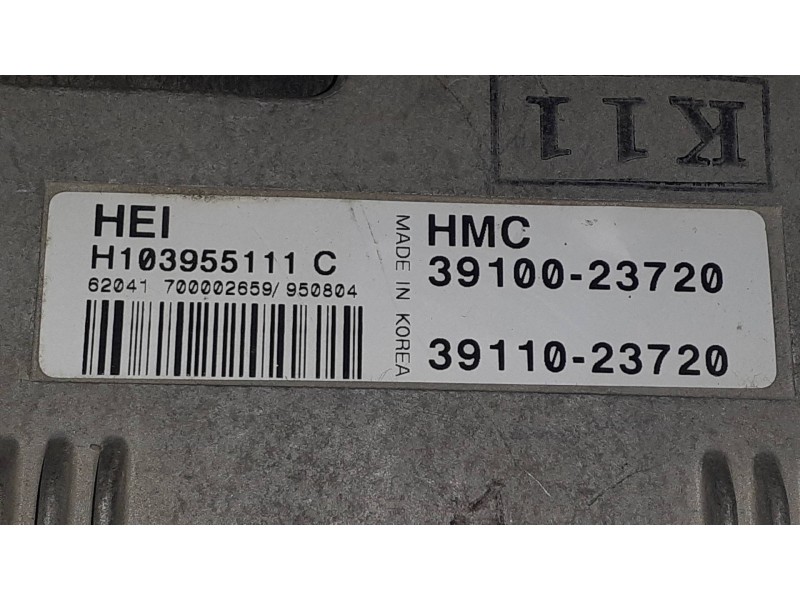 K11
HEI
H103955111 C
62041 700002659/950804
MADE IN KOREA
HMC
39100-23720
39110-23720